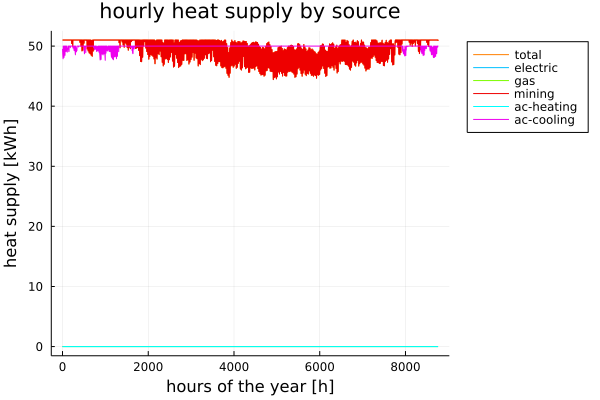 hourly heat supply by source
heat supply [kWh]
50
40
30
20
10
0
0 2000 4000 6000 8000
hours of the year [h]
total
electric
gas
mining
ac-heating
ac-cooling